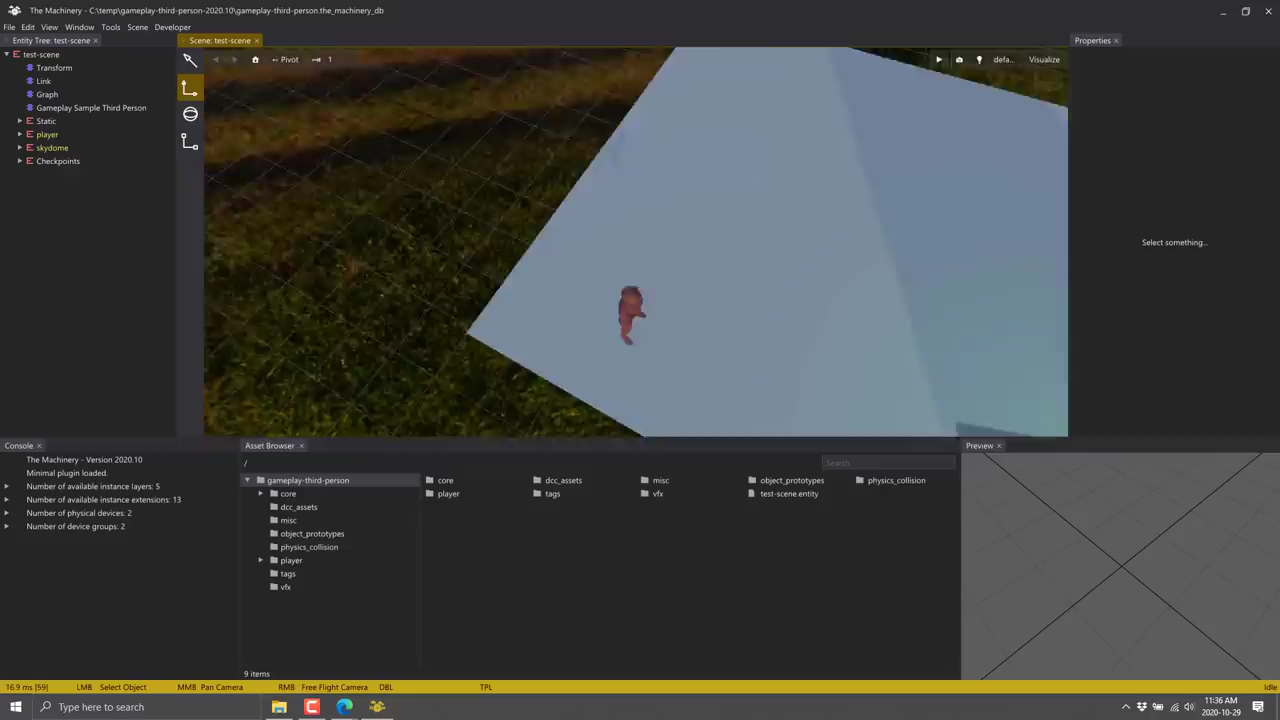 The Machinery - C:\temp\gameplay-third-person-2020.10\gameplay-third-person.the_machinery_db
File Edit View Window Tools Scene Developer
Entity Tree: test-scene
Scene: test-scene
Properties
test-scene
Transform
Link
Graph
Gameplay Sample Third Person
Static
player
skydome
Checkpoints
Pivot
1
defa...
Visualize
Select something...
Console
The Machinery - Version 2020.10
Minimal plugin loaded.
Number of available instance layers: 5
Number of available instance extensions: 13
Number of physical devices: 2
Number of device groups: 2
Asset Browser
/
Search
gameplay-third-person
core
dcc_assets
misc
object_prototypes
physics_collision
player
tags
vfx
core dcc_assets misc object_prototypes physics_collision
player tags vfx test-scene.entity
9 items
Preview
16.9 ms [59] LMB Select Object MMB Pan Camera RMB Free Flight Camera DBL TPL Idle
Type here to search
11:36 AM
2020-10-29